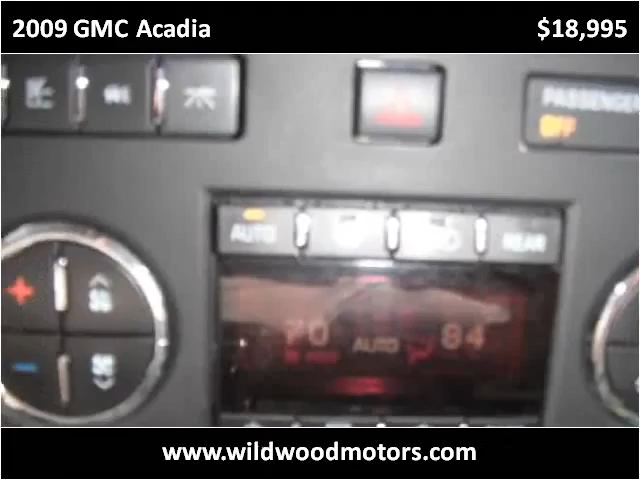 2009 GMC Acadia
$18,995
PASSENGER
OFF
AUTO
REAR
70
AUTO
84
www.wildwoodmotors.com